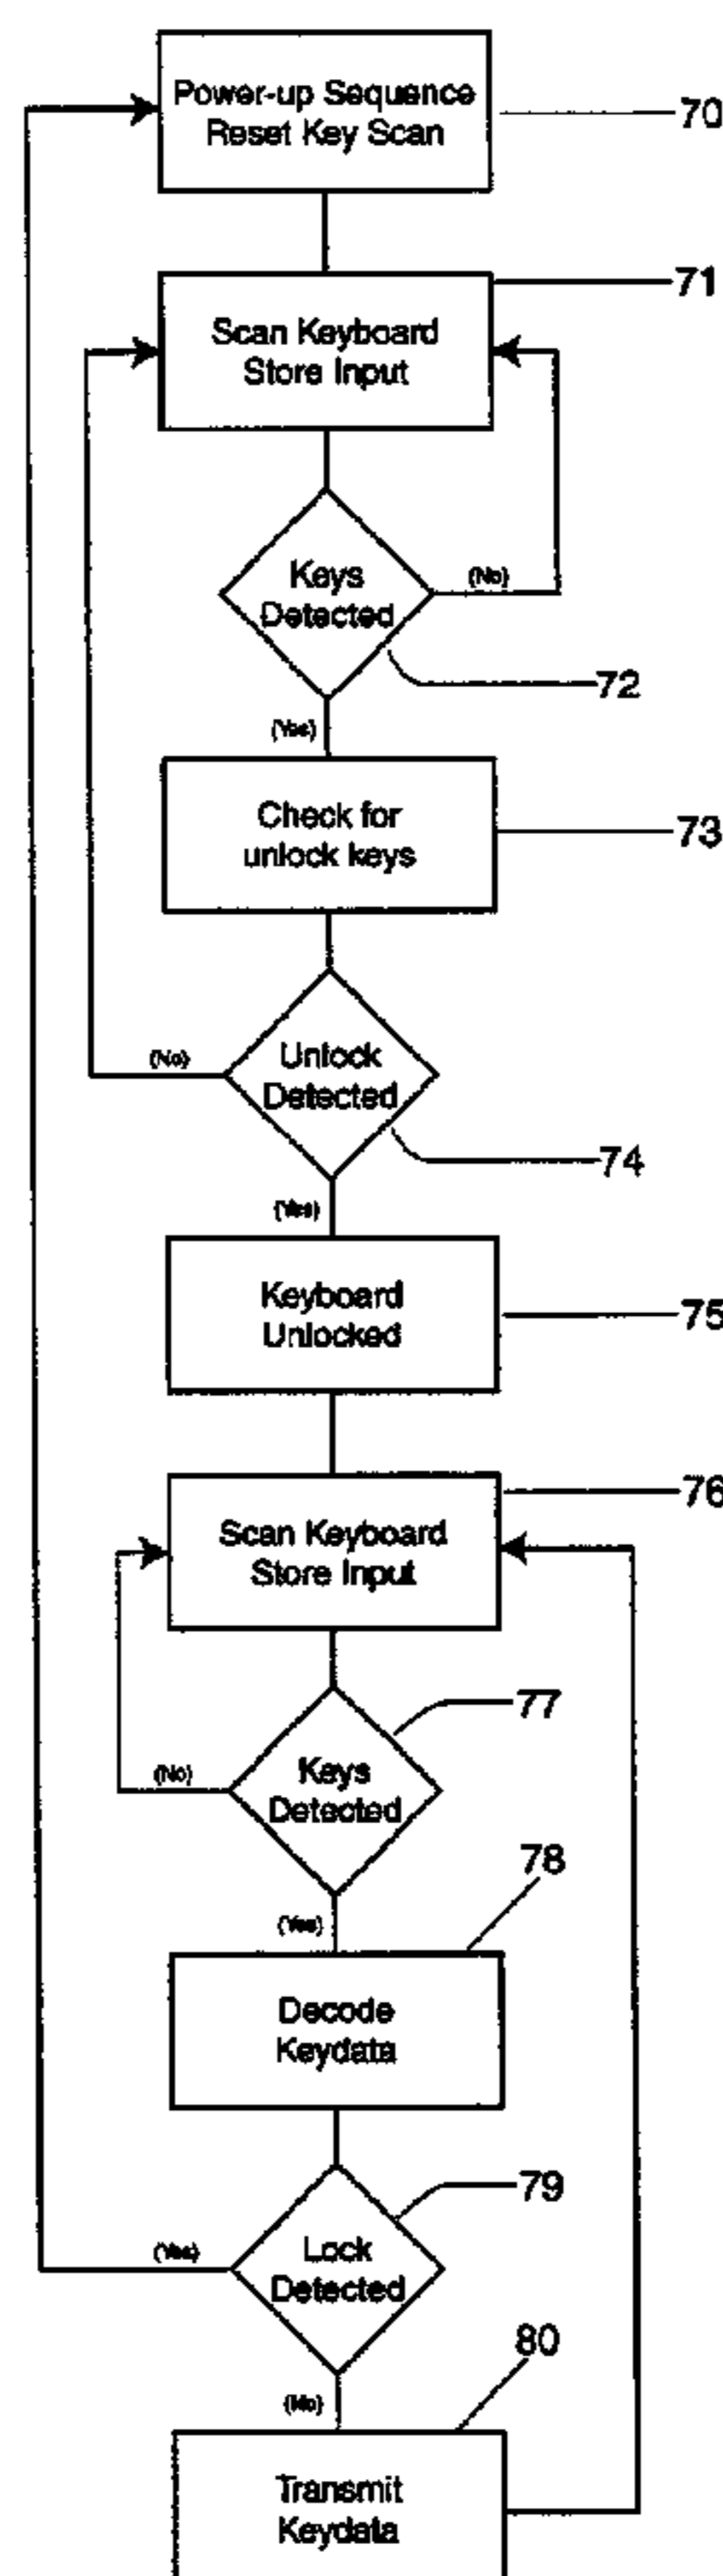 Power-up Sequence
Reset Key Scan
70
71
Scan Keyboard
Store Input
Keys
Detected
(No)
72
(Yes)
Check for
unlock keys
73
(No)
Unlock
Detected
74
(Yes)
Keyboard
Unlocked
75
76
Scan Keyboard
Store Input
77
(No)
Keys
Detected
78
(Yes)
Decode
Keydata
79
(Yes)
Lock
Detected
80
(No)
Transmit
Keydata